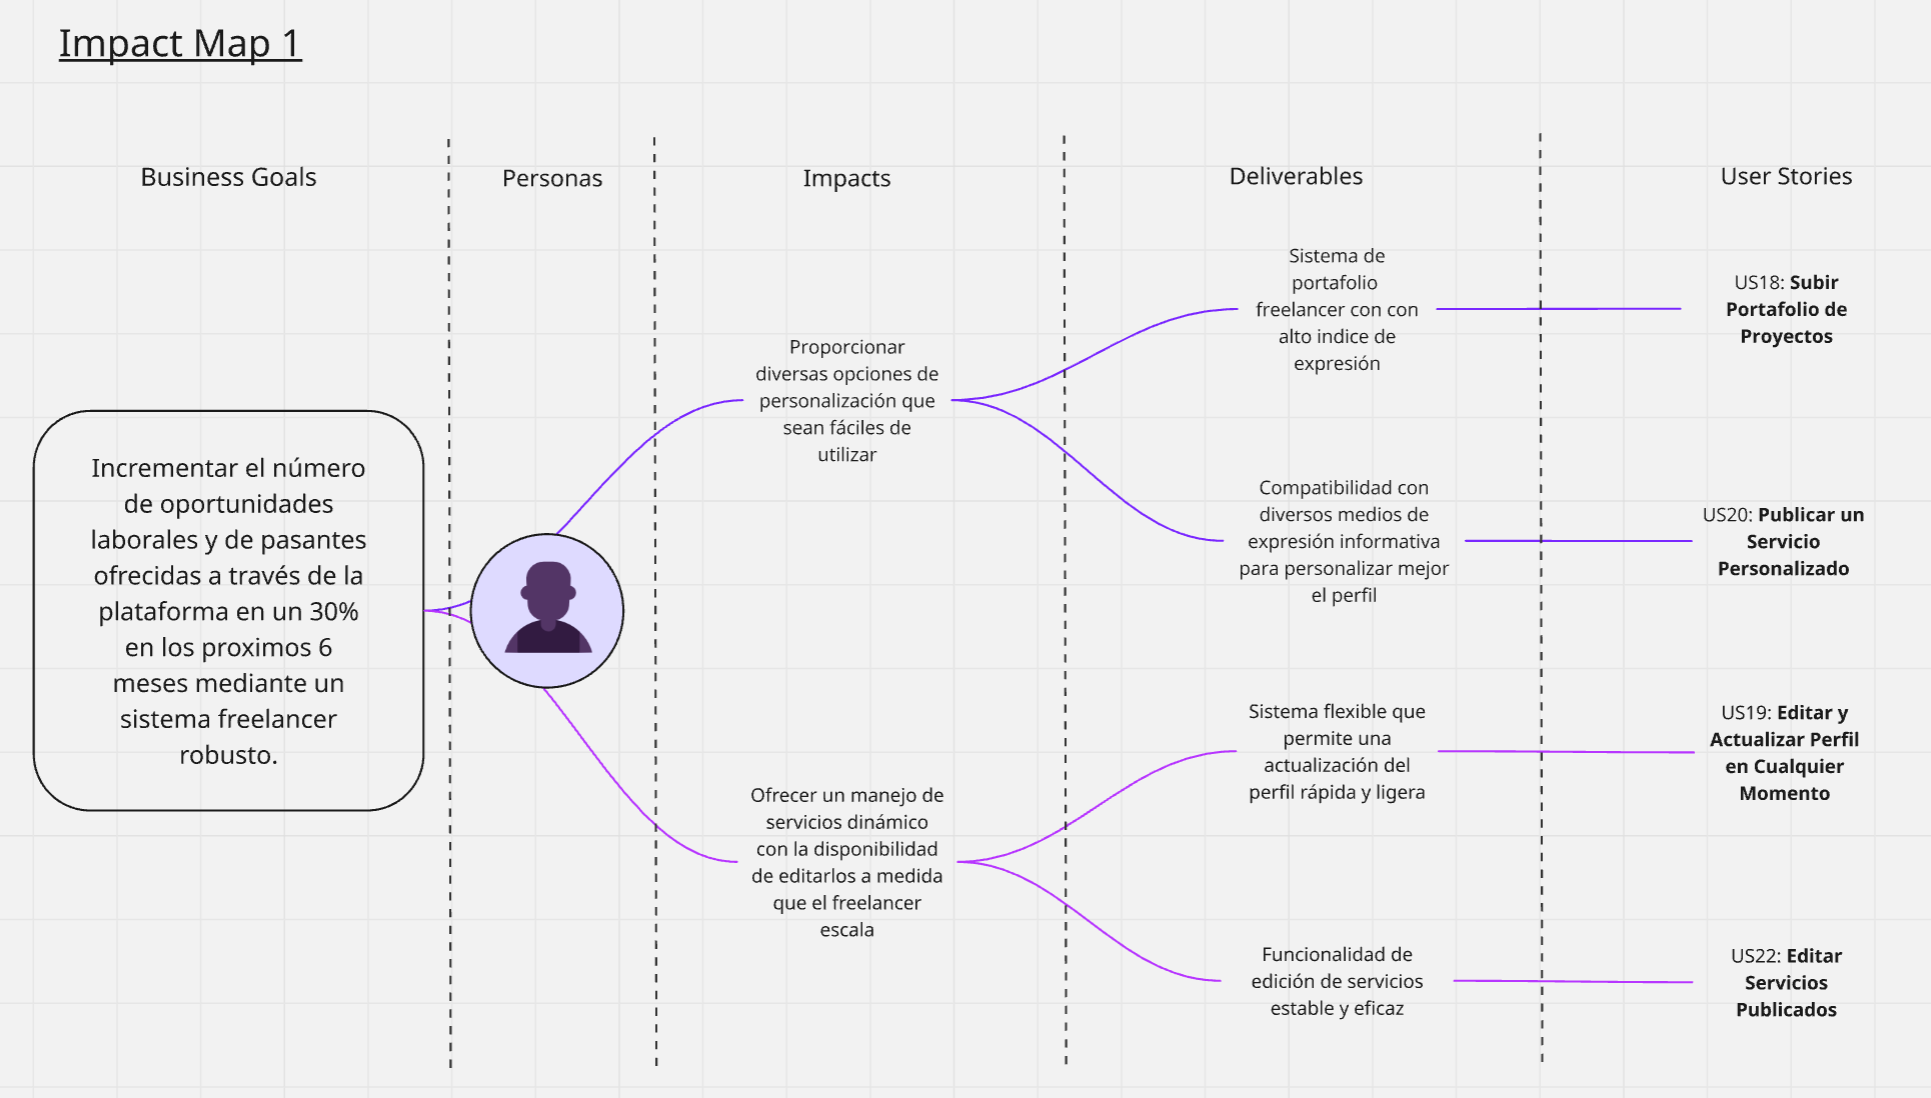 Impact Map 1
Business Goals
Personas
Impacts
Deliverables
User Stories
Incrementar el número
de oportunidades
laborales y de pasantes
ofrecidas a través de la
plataforma en un 30%
en los proximos 6
meses mediante un
sistema freelancer
robusto.
Proporcionar
diversas opciones de
personalización que
sean fáciles de
utilizar
Sistema de
portafolio
freelancer con con
alto indice de
expresión
US18: Subir
Portafolio de
Proyectos
Compatibilidad con
diversos medios de
expresión informativa
para personalizar mejor
el perfil
US20: Publicar un
Servicio
Personalizado
Ofrecer un manejo de
servicios dinámico
con la disponibilidad
de editarlos a medida
que el freelancer
escala
Sistema flexible que
permite una
actualización del
perfil rápida y ligera
US19: Editar y
Actualizar Perfil
en Cualquier
Momento
Funcionalidad de
edición de servicios
estable y eficaz
US22: Editar
Servicios
Publicados